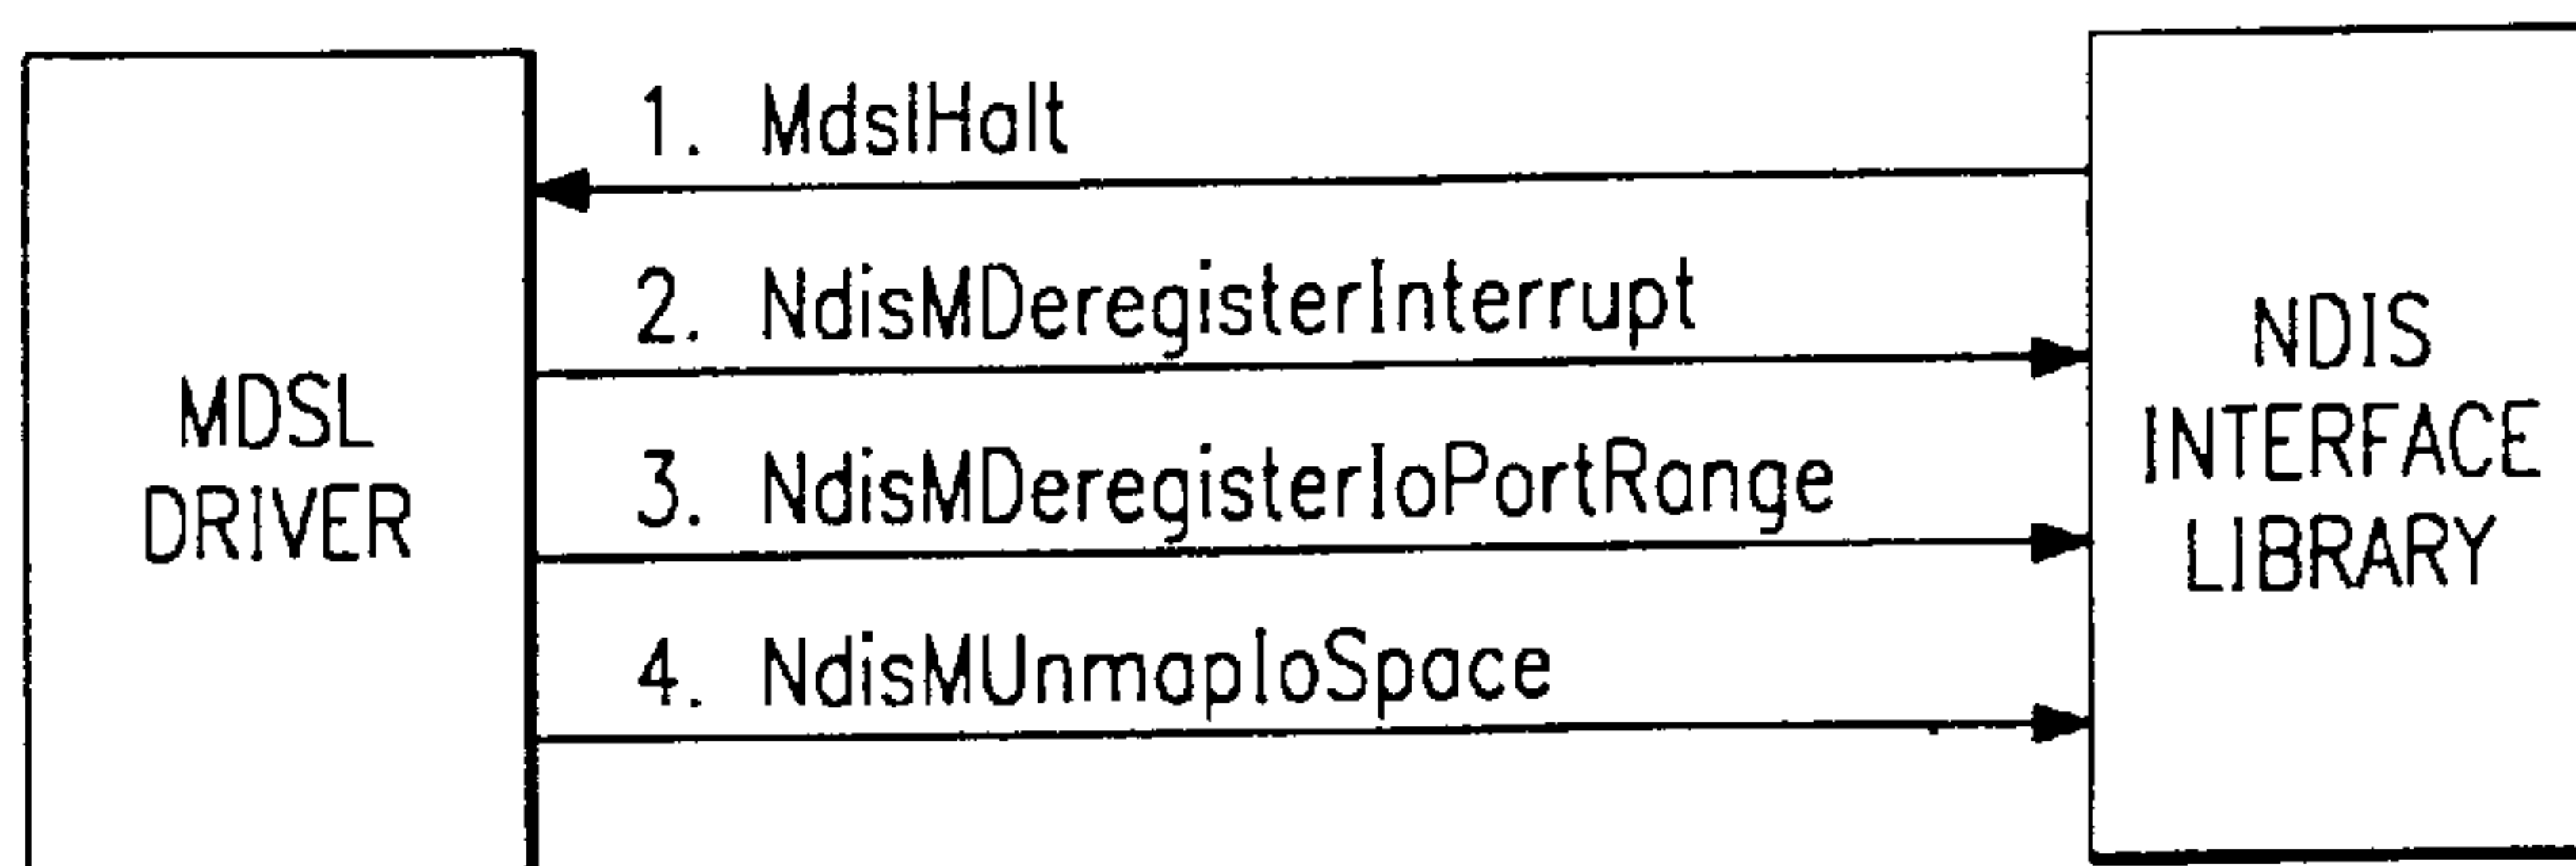 MDSL
DRIVER
1. MdslHalt
2. NdisMDeregisterInterrupt
3. NdisMDeregisterIoPortRange
4. NdisMUnmapIoSpace
NDIS
INTERFACE
LIBRARY